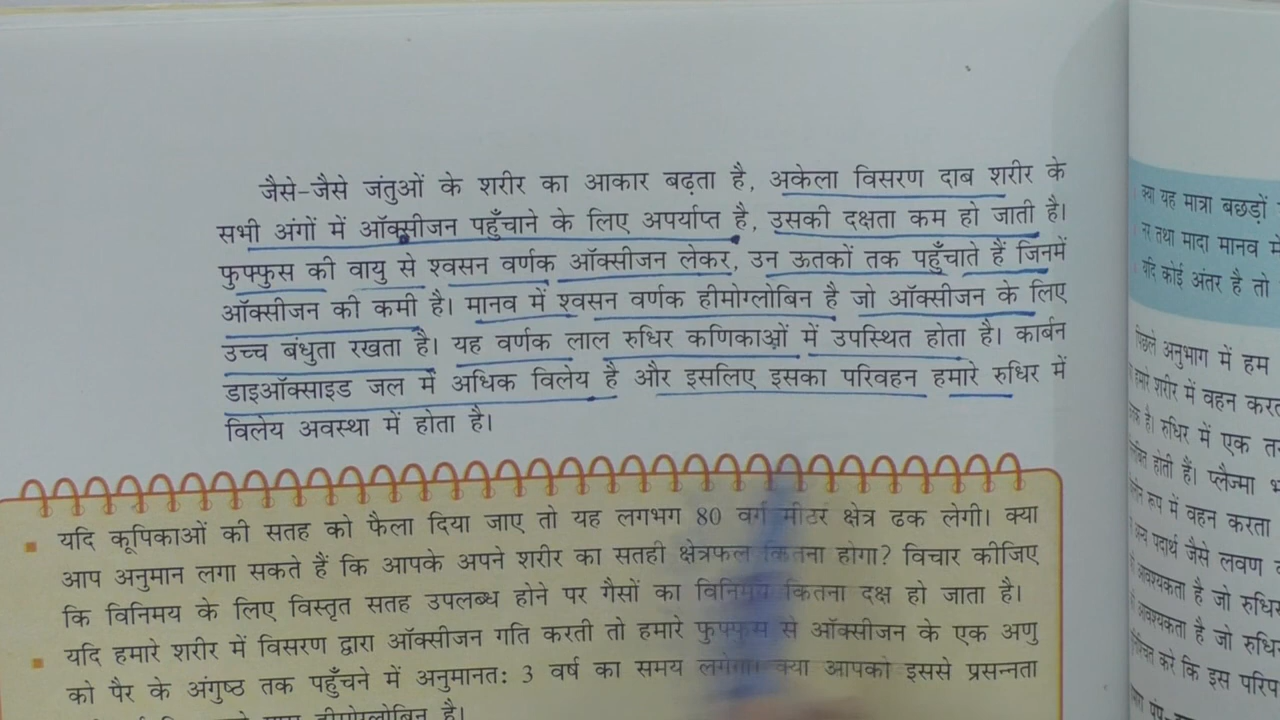 जैसे-जैसे जंतुओं के शरीर का आकार बढ़ता है, अकेला विसरण दाब शरीर के
सभी अंगों में ऑक्सीजन पहुँचाने के लिए अपर्याप्त है, उसकी दक्षता कम हो जाती है।
फुफ्फुस की वायु से श्वसन वर्णक ऑक्सीजन लेकर, उन ऊतकों तक पहुँचाते हैं जिनमें
ऑक्सीजन की कमी है। मानव में श्वसन वर्णक हीमोग्लोबिन है जो ऑक्सीजन के लिए
उच्च बंधुता रखता है। यह वर्णक लाल रुधिर कणिकाओं में उपस्थित होता है। कार्बन
डाइऑक्साइड जल में अधिक विलेय है और इसलिए इसका परिवहन हमारे रुधिर में
विलेय अवस्था में होता है।
यदि कूपिकाओं की सतह को फैला दिया जाए तो यह लगभग 80 वर्ग मीटर क्षेत्र ढक लेगी। क्या
आप अनुमान लगा सकते हैं कि आपके अपने शरीर का सतही क्षेत्रफल कितना होगा? विचार कीजिए
कि विनिमय के लिए विस्तृत सतह उपलब्ध होने पर गैसों का विनिमय कितना दक्ष हो जाता है।
यदि हमारे शरीर में विसरण द्वारा ऑक्सीजन गति करती तो हमारे फुफ्फुस से ऑक्सीजन के एक अणु
को पैर के अंगुष्ठ तक पहुँचने में अनुमानत: 3 वर्ष का समय लगेगा। क्या आपको इससे प्रसन्नता
हीमोग्लोबिन है।
क्या यह मात्रा बछड़ों
तथा मादा मानव में
यदि कोई अंतर है तो
पिछले अनुभाग में हम
हमारे शरीर में वहन करता
है। रुधिर में एक
होती हैं। प्लैज्मा
रूप में वहन करता
पदार्थ जैसे लवण
आवश्यकता है जो रुधिर
आवश्यकता है जो रुधिर
करे कि इस